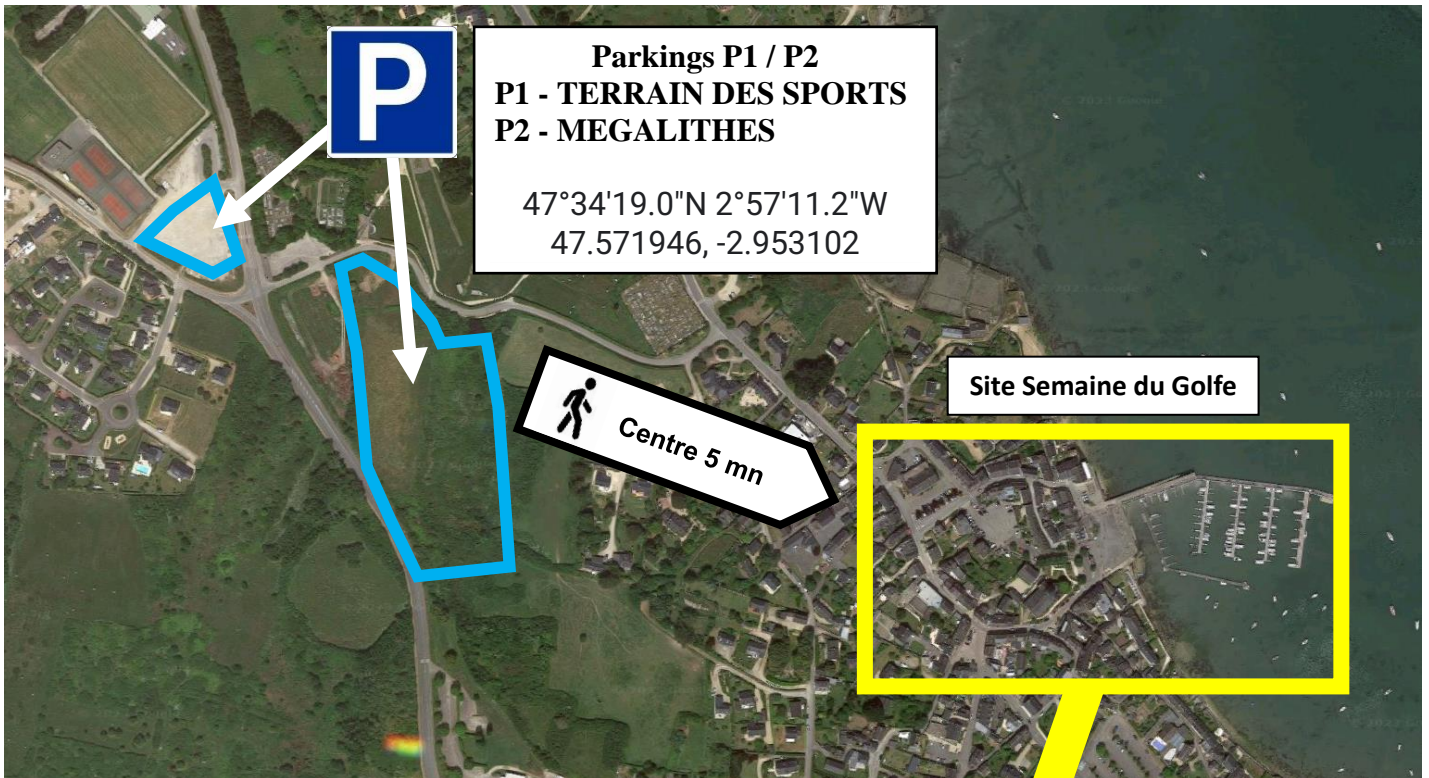 P
Parkings P1 / P2
P1 - TERRAIN DES SPORTS
P2 - MEGALITHES
47°34'19.0"N 2°57'11.2"W
47.571946, -2.953102
Site Semaine du Golfe
Centre 5 mn